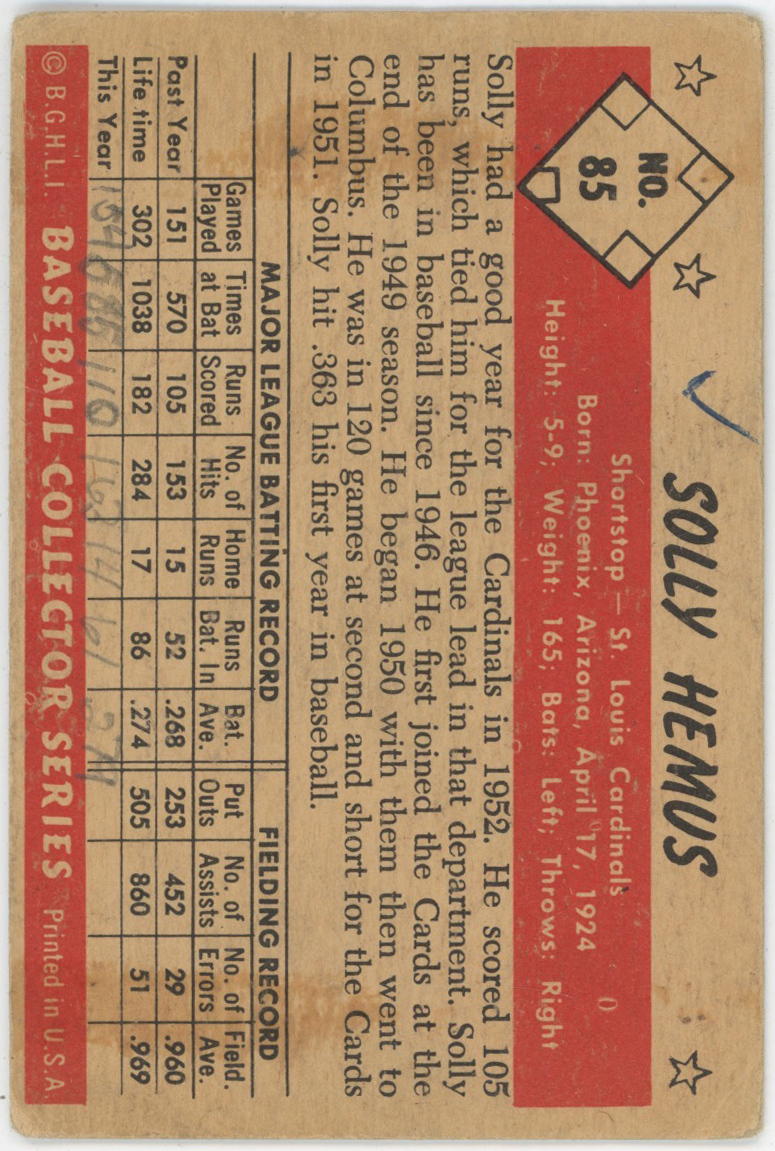 SOLLY HEMUS
NO.
85
Shortstop — St. Louis Cardinals
Born: Phoenix, Arizona, April 17, 1924
Height: 5-9; Weight: 165; Bats: Left; Throws: Right
Solly had a good year for the Cardinals in 1952. He scored 105
runs, which tied him for the league lead in that department. Solly
has been in baseball since 1946. He first joined the Cards at the
end of the 1949 season. He began 1950 with them then went to
Columbus. He was in 120 games at second and short for the Cards
in 1951. Solly hit .363 his first year in baseball.
MAJOR LEAGUE BATTING RECORD FIELDING RECORD
Games Times Runs No. of Home Runs Bat. Put No. of No. of Field.
Played at Bat Scored Hits Runs Bat. In Ave. Outs Assists Errors Ave.
Past Year 151 570 105 153 15 52 .268 253 452 29 .960
Life time 302 1038 182 284 17 86 .274 505 860 51 .969
This Year 154 585 110 163 14 61 279
© B.G.H.L.I. BASEBALL COLLECTOR SERIES Printed in U.S.A.